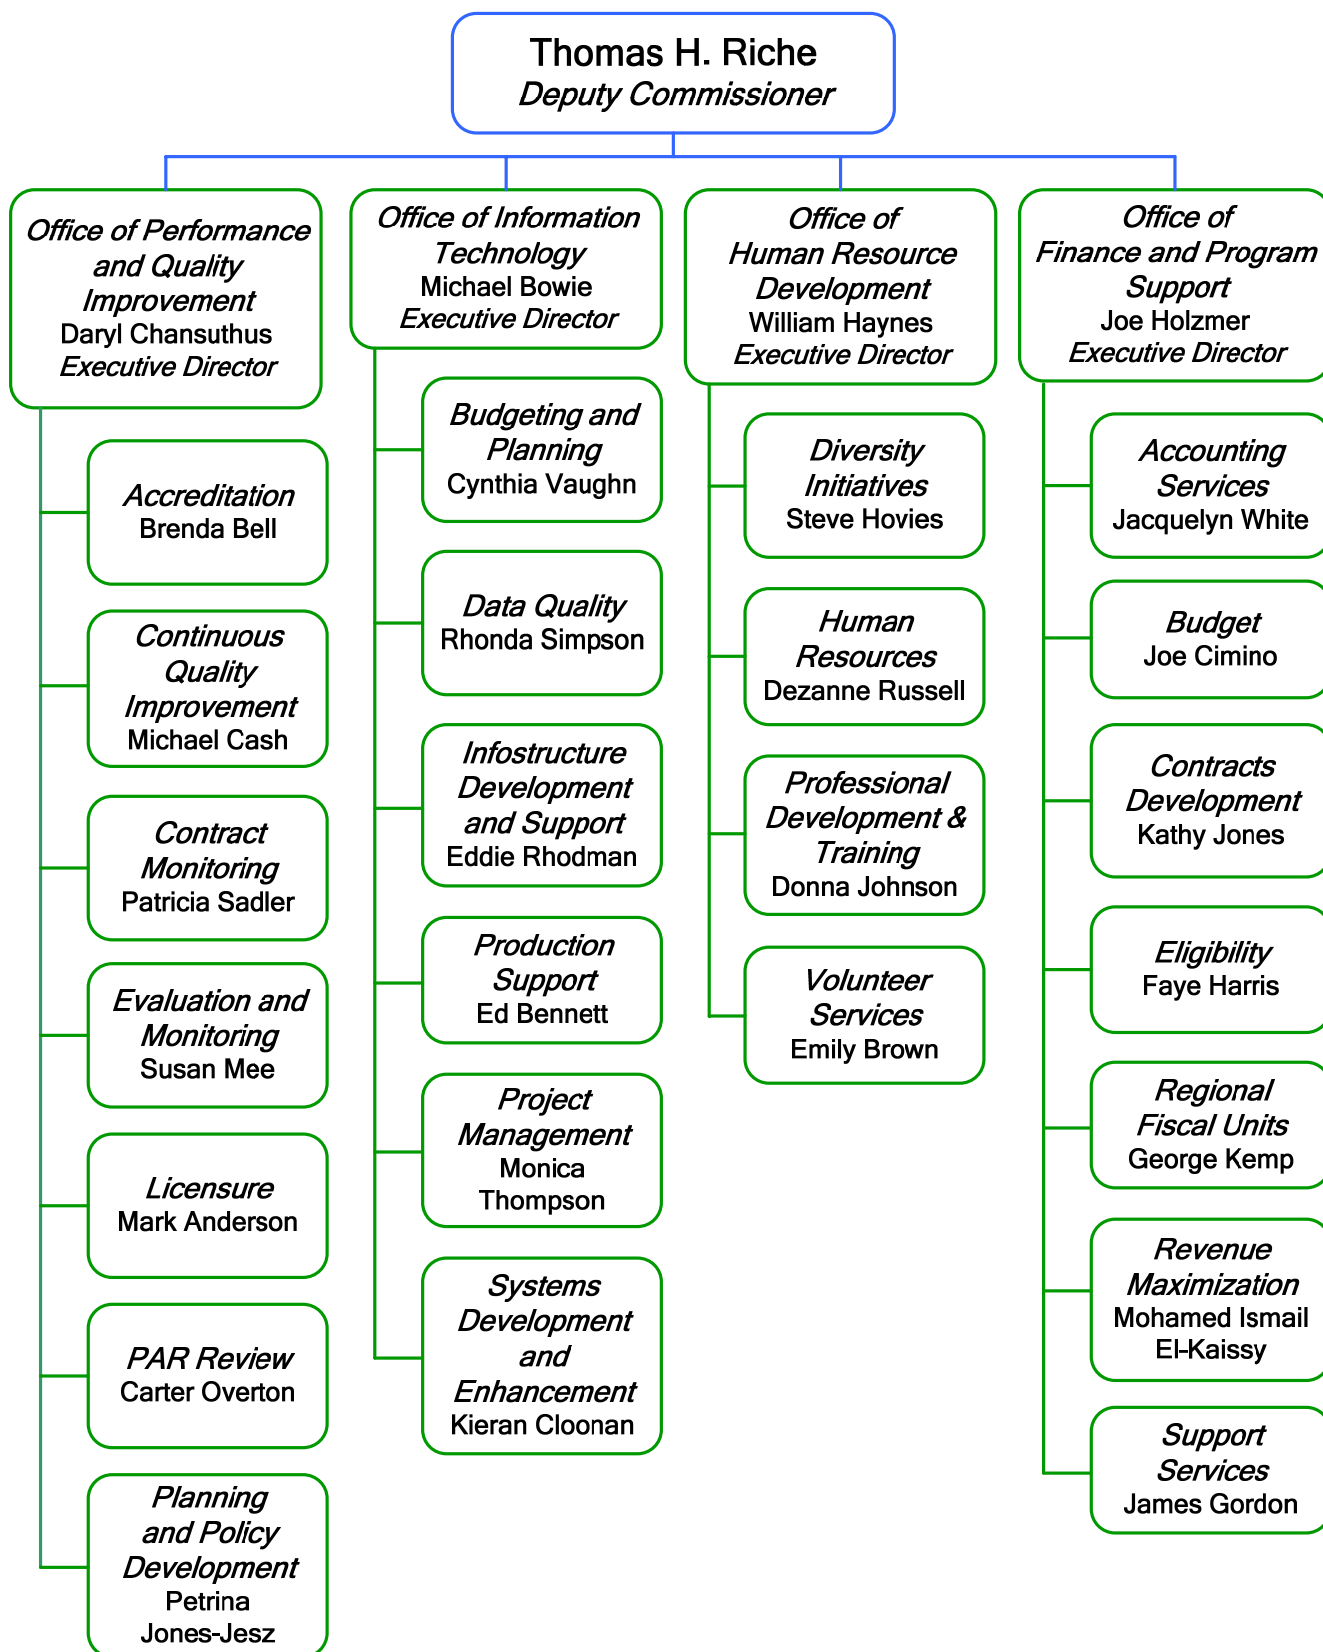 Thomas H. Riche
Deputy Commissioner
Office of Performance
and Quality
Improvement
Daryl Chansuthus
Executive Director
Accreditation
Brenda Bell
Continuous
Quality
Improvement
Michael Cash
Contract
Monitoring
Patricia Sadler
Evaluation and
Monitoring
Susan Mee
Licensure
Mark Anderson
PAR Review
Carter Overton
Planning
and Policy
Development
Petrina
Jones-Jesz
Office of Information
Technology
Michael Bowie
Executive Director
Budgeting and
Planning
Cynthia Vaughn
Data Quality
Rhonda Simpson
Infostructure
Development
and Support
Eddie Rhodman
Production
Support
Ed Bennett
Project
Management
Monica
Thompson
Systems
Development
and
Enhancement
Kieran Cloonan
Office of
Human Resource
Development
William Haynes
Executive Director
Diversity
Initiatives
Steve Hovies
Human
Resources
Dezanne Russell
Professional
Development &
Training
Donna Johnson
Volunteer
Services
Emily Brown
Office of
Finance and Program
Support
Joe Holzmer
Executive Director
Accounting
Services
Jacquelyn White
Budget
Joe Cimino
Contracts
Development
Kathy Jones
Eligibility
Faye Harris
Regional
Fiscal Units
George Kemp
Revenue
Maximization
Mohamed Ismail
El-Kaissy
Support
Services
James Gordon